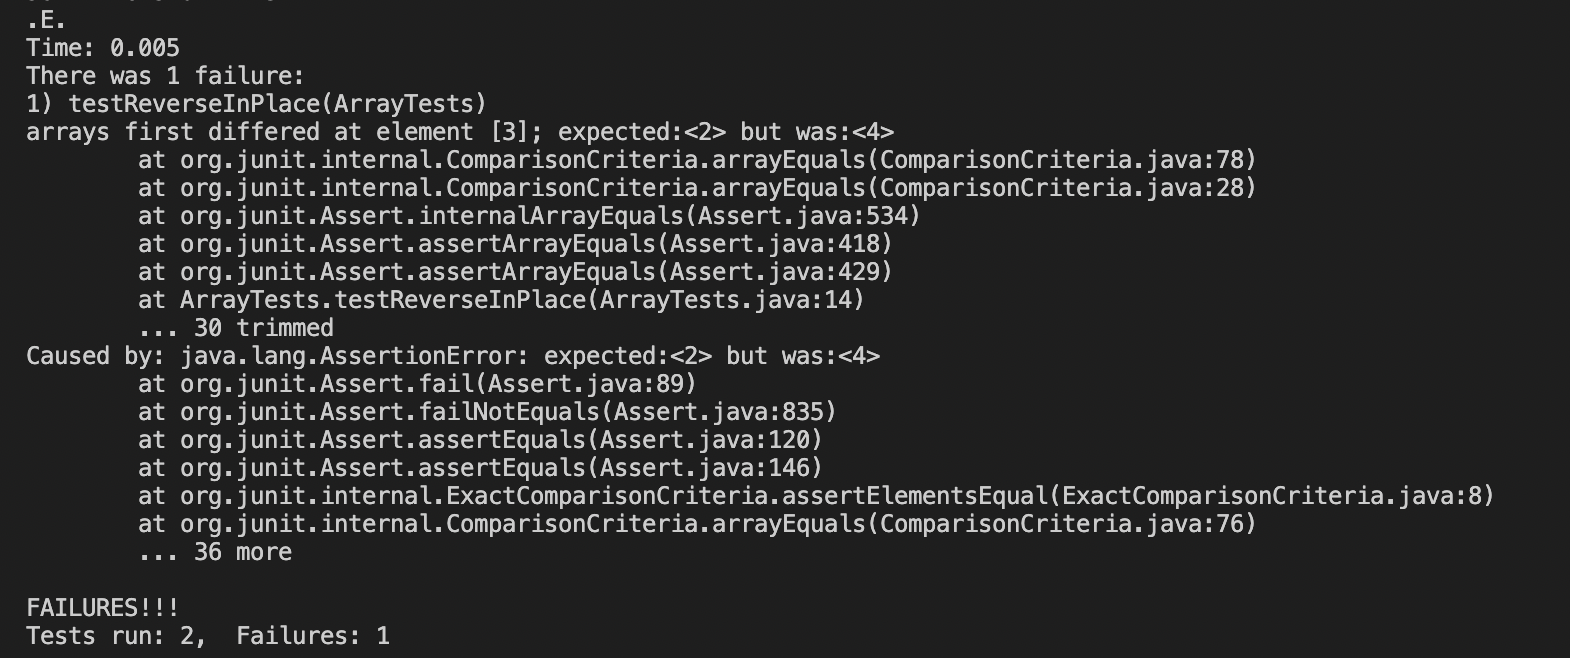 .E.
Time: 0.005
There was 1 failure:
1) testReverseInPlace(ArrayTests)
arrays first differed at element [3]; expected:<2> but was:<4>
        at org.junit.internal.ComparisonCriteria.arrayEquals(ComparisonCriteria.java:78)
        at org.junit.internal.ComparisonCriteria.arrayEquals(ComparisonCriteria.java:28)
        at org.junit.Assert.internalArrayEquals(Assert.java:534)
        at org.junit.Assert.assertArrayEquals(Assert.java:418)
        at org.junit.Assert.assertArrayEquals(Assert.java:429)
        at ArrayTests.testReverseInPlace(ArrayTests.java:14)
        ... 30 trimmed
Caused by: java.lang.AssertionError: expected:<2> but was:<4>
        at org.junit.Assert.fail(Assert.java:89)
        at org.junit.Assert.failNotEquals(Assert.java:835)
        at org.junit.Assert.assertEquals(Assert.java:120)
        at org.junit.Assert.assertEquals(Assert.java:146)
        at org.junit.internal.ExactComparisonCriteria.assertElementsEqual(ExactComparisonCriteria.java:8)
        at org.junit.internal.ComparisonCriteria.arrayEquals(ComparisonCriteria.java:76)
        ... 36 more

FAILURES!!!
Tests run: 2,  Failures: 1